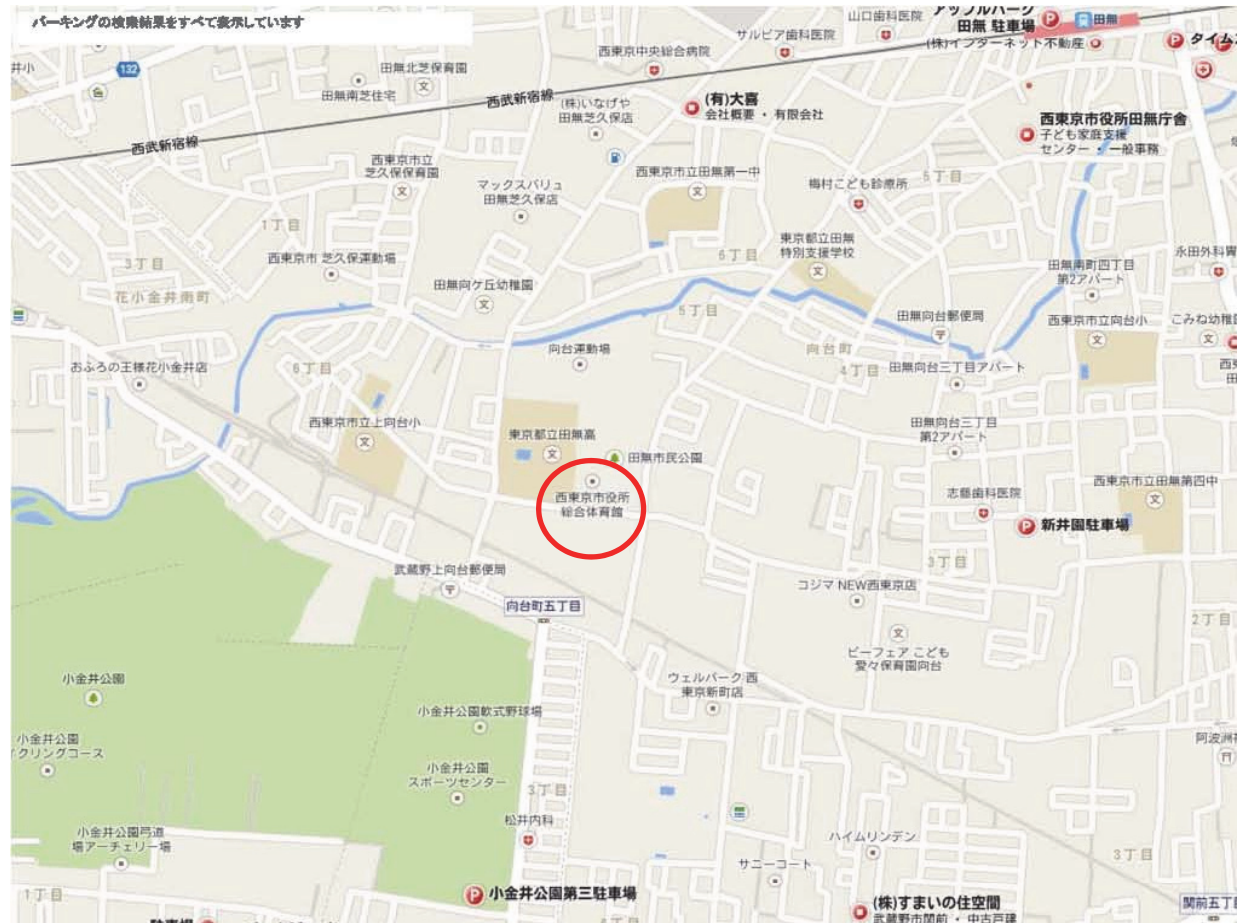 パーキングの検索結果をすべて表示しています
山口歯科医院
アップルパーク
田無 駐車場
田無
サルビア歯科医院
(株)インターネット不動産
タイムズ
西東京中央総合病院
井小
132
田無北芝保育園
田無南芝住宅
西武新宿線
(株)いなげや
田無芝久保店
(有)大喜
会社概要 ・ 有限会社
西東京市役所田無庁舎
子ども家庭支援
センター ・ 一般事務
西武新宿線
西東京市立
芝久保保育園
マックスバリュ
田無芝久保店
西東京市立田無第一中
梅村こども診療所
5丁目
1丁目
西東京市 芝久保運動場
3丁目
花小金井南町
田無向ケ丘幼稚園
6丁目
東京都立田無
特別支援学校
永田外科胃
田無南町四丁目
第2アパート
5丁目
田無向台郵便局
西東京市立向台小
こみね幼稚園
向台運動場
向台町
4丁目
田無向台三丁目アパート
おふろの王様花小金井店
6丁目
西東京市立上向台小
東京都立田無高
田無市民公園
田無向台三丁目
第2アパート
西東京市役所
総合体育館
志藤歯科医院
西東京市立田無第四中
新井園駐車場
3丁目
武蔵野上向台郵便局
コジマ NEW西東京店
向台町五丁目
2丁目
ビーフェア こども
愛々保育園向台
小金井公園
ウェルパーク 西
東京新町店
小金井公園軟式野球場
小金井公園
イクリングコース
阿波洲神
小金井公園
スポーツセンター
3丁目
松井内科
小金井公園弓道
場アーチェリー場
ハイムリンデン
サニーコート
3丁目
1丁目
小金井公園第三駐車場
(株)すまいの住空間
武蔵野市関前 ・ 中古戸建
関前五丁目
駐車場